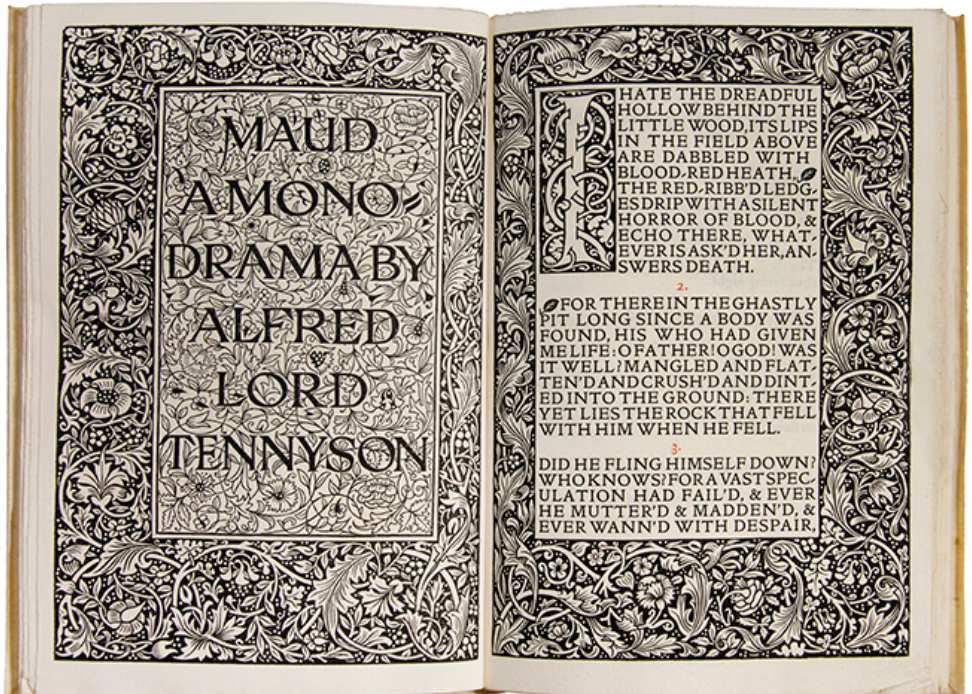 MAUD
A MONO-
DRAMA BY
ALFRED
LORD
TENNYSON
I HATE THE DREADFUL
HOLLOW BEHIND THE
LITTLE WOOD, ITS LIPS
IN THE FIELD ABOVE
ARE DABBLED WITH
BLOOD-RED HEATH,
THE RED-RIBB'D LEDG-
ES DRIP WITH A SILENT
HORROR OF BLOOD, &
ECHO THERE, WHAT-
EVER IS ASK'D HER, AN-
SWERS DEATH.
2.
FOR THERE IN THE GHASTLY
PIT LONG SINCE A BODY WAS
FOUND, HIS WHO HAD GIVEN
ME LIFE: O FATHER! O GOD! WAS
IT WELL? MANGLED AND FLAT-
TEN'D AND CRUSH'D AND DINT-
ED INTO THE GROUND: THERE
YET LIES THE ROCK THAT FELL
WITH HIM WHEN HE FELL.
3.
DID HE FLING HIMSELF DOWN?
WHO KNOWS? FOR A VAST SPEC-
ULATION HAD FAIL'D, & EVER
HE MUTTER'D & MADDEN'D, &
EVER WANN'D WITH DESPAIR,